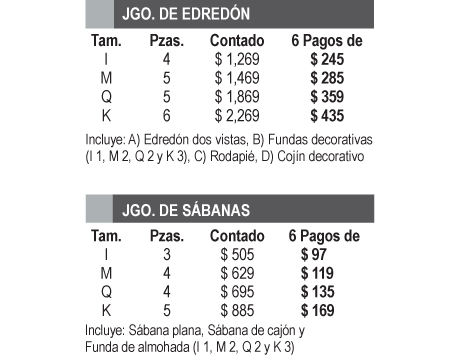 JGO. DE EDREDÓN
Tam. Pzas. Contado 6 Pagos de
I 4 $ 1,269 $ 245
M 5 $ 1,469 $ 285
Q 5 $ 1,869 $ 359
K 6 $ 2,269 $ 435
Incluye: A) Edredón dos vistas, B) Fundas decorativas
(I 1, M 2, Q 2 y K 3), C) Rodapié, D) Cojín decorativo
JGO. DE SÁBANAS
Tam. Pzas. Contado 6 Pagos de
I 3 $ 505 $ 97
M 4 $ 629 $ 119
Q 4 $ 695 $ 135
K 5 $ 885 $ 169
Incluye: Sábana plana, Sábana de cajón y
Funda de almohada (I 1, M 2, Q 2 y K 3)